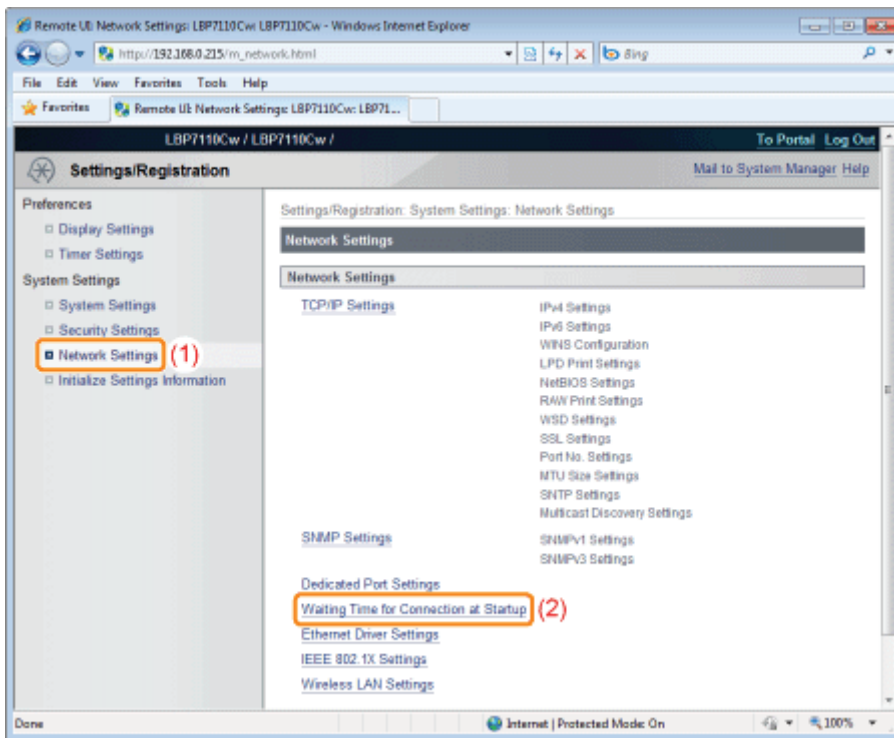 Remote UI: Network Settings: LBP7110Cw: LBP7110Cw - Windows Internet Explorer
http://192.168.0.215/m_network.html
Bing
File Edit View Favorites Tools Help
Favorites
Remote UI: Network Settings: LBP7110Cw: LBP71...
LBP7110Cw / LBP7110Cw /
To Portal Log Out
Settings/Registration
Mail to System Manager Help
Preferences
Display Settings
Timer Settings
System Settings
System Settings
Security Settings
Network Settings (1)
Initialize Settings Information
Settings/Registration: System Settings: Network Settings
Network Settings
Network Settings
TCP/IP Settings
IPv4 Settings
IPv6 Settings
WINS Configuration
LPD Print Settings
NetBIOS Settings
RAW Print Settings
WSD Settings
SSL Settings
Port No. Settings
MTU Size Settings
SNTP Settings
Multicast Discovery Settings
SNMP Settings
SNMPv1 Settings
SNMPv3 Settings
Dedicated Port Settings
Waiting Time for Connection at Startup (2)
Ethernet Driver Settings
IEEE 802.1X Settings
Wireless LAN Settings
Done
Internet | Protected Mode: On
100%